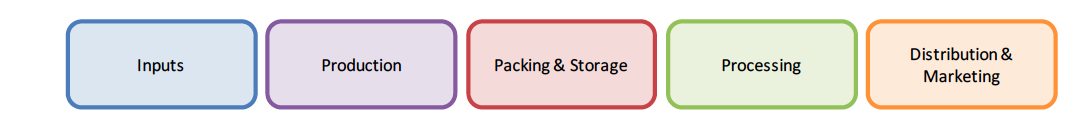 Inputs
Production
Packing & Storage
Processing
Distribution &
Marketing